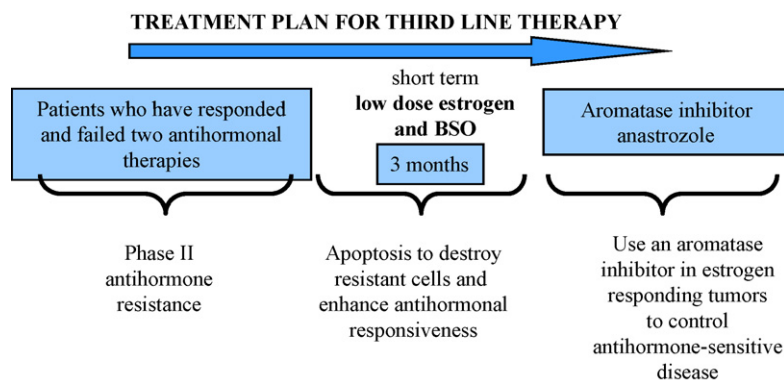 TREATMENT PLAN FOR THIRD LINE THERAPY
Patients who have responded
and failed two antihormonal
therapies
short term
low dose estrogen
and BSO
3 months
Aromatase inhibitor
anastrozole
Phase II
antihormone
resistance
Apoptosis to destroy
resistant cells and
enhance antihormonal
responsiveness
Use an aromatase
inhibitor in estrogen
responding tumors
to control
antihormone-sensitive
disease